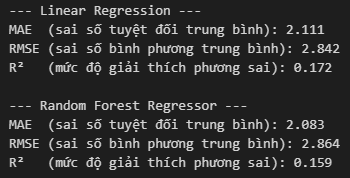 --- Linear Regression ---
MAE  (sai số tuyệt đối trung bình): 2.111
RMSE (sai số bình phương trung bình): 2.842
R²   (mức độ giải thích phương sai): 0.172

--- Random Forest Regressor ---
MAE  (sai số tuyệt đối trung bình): 2.083
RMSE (sai số bình phương trung bình): 2.864
R²   (mức độ giải thích phương sai): 0.159